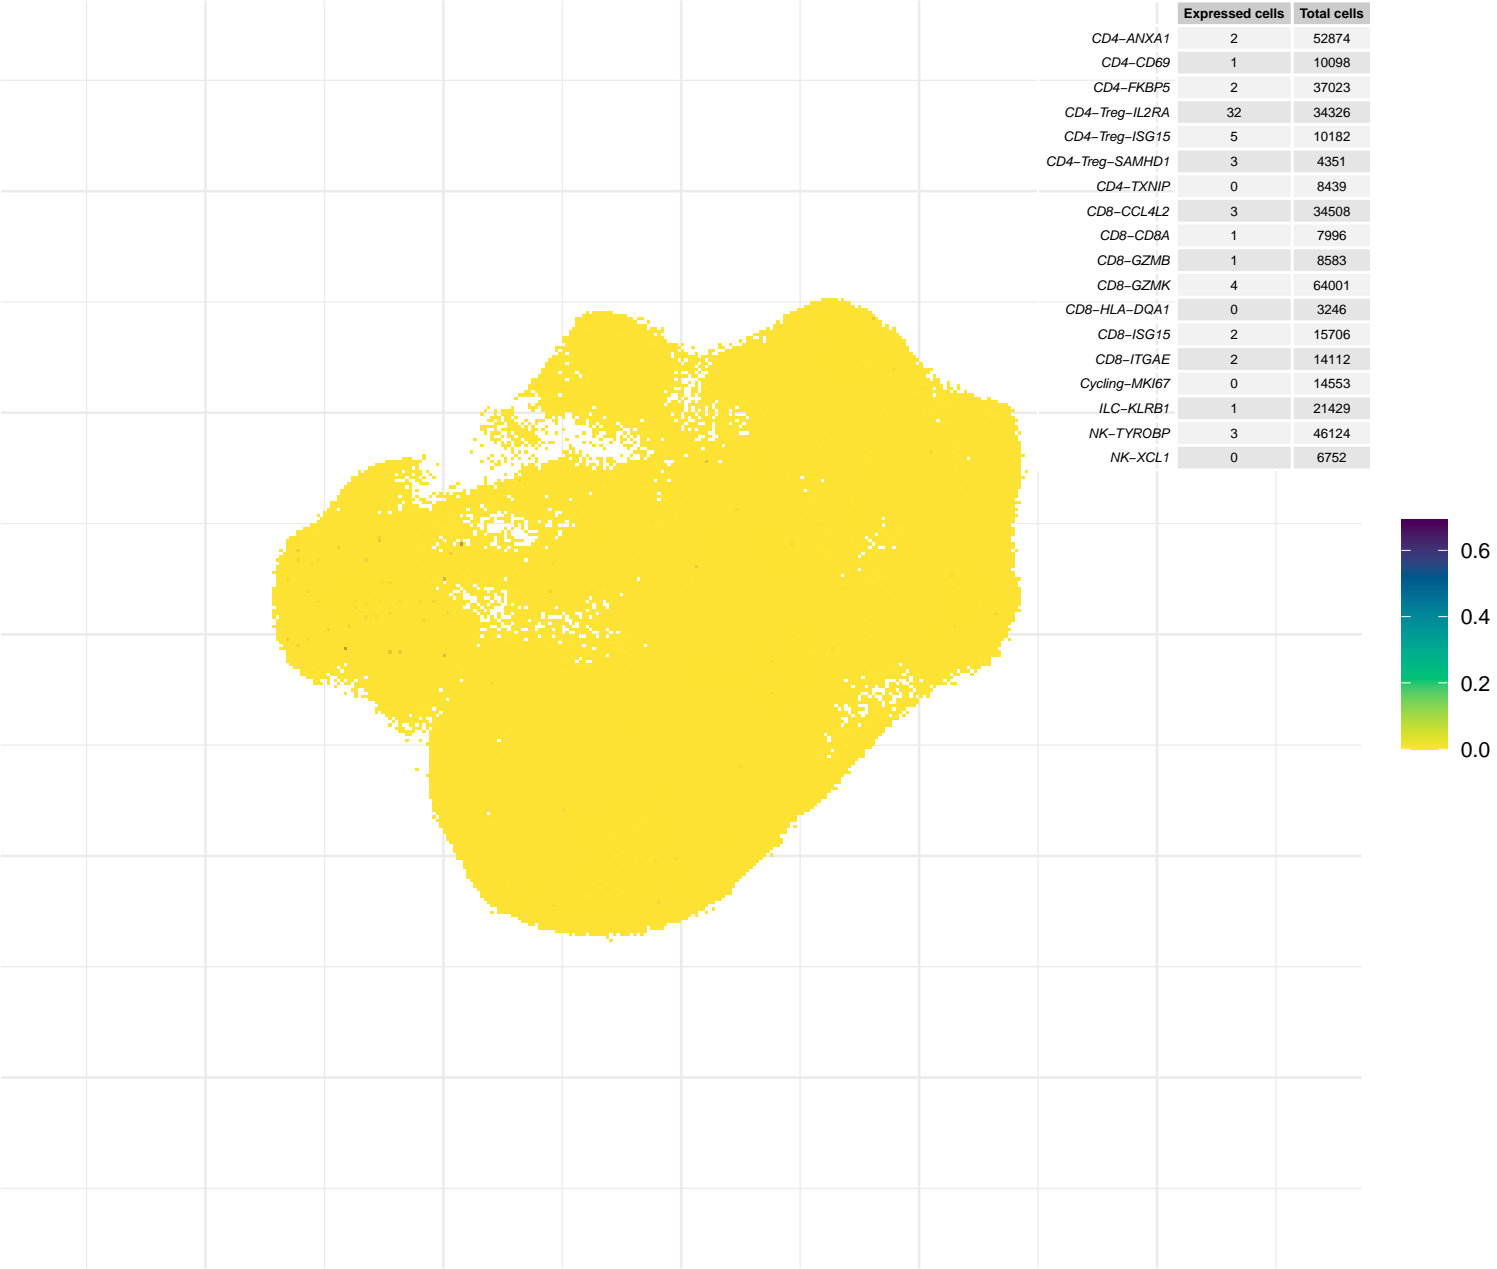 Expressed cells Total cells
CD4−ANXA1 2 52874
CD4−CD69 1 10098
CD4−FKBP5 2 37023
CD4−Treg−IL2RA 32 34326
CD4−Treg−ISG15 5 10182
CD4−Treg−SAMHD1 3 4351
CD4−TXNIP 0 8439
CD8−CCL4L2 3 34508
CD8−CD8A 1 7996
CD8−GZMB 1 8583
CD8−GZMK 4 64001
CD8−HLA−DQA1 0 3246
CD8−ISG15 2 15706
CD8−ITGAE 2 14112
Cycling−MKI67 0 14553
ILC−KLRB1 1 21429
NK−TYROBP 3 46124
NK−XCL1 0 6752
0.6
0.4
0.2
0.0